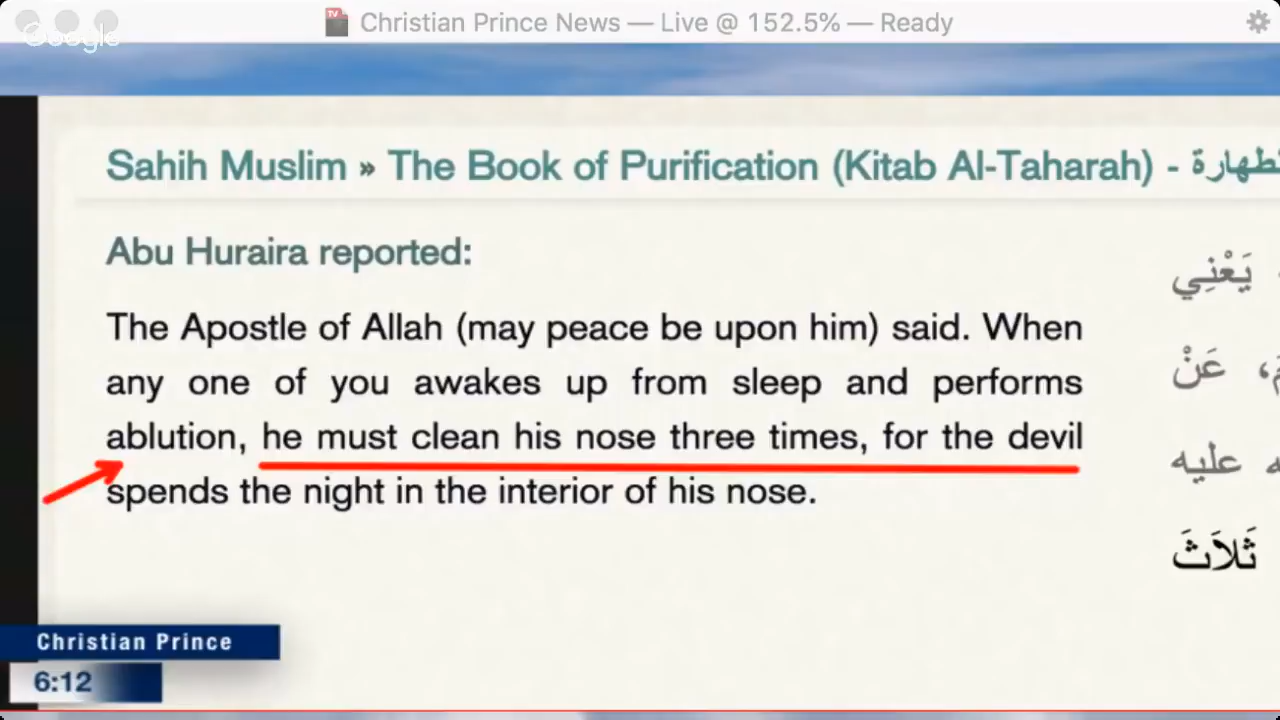 TV Christian Prince News — Live @ 152.5% — Ready
Google
Sahih Muslim » The Book of Purification (Kitab Al-Taharah) -
Abu Huraira reported:
يَعْنِي
The Apostle of Allah (may peace be upon him) said. When
any one of you awakes up from sleep and performs
عَنْ
ablution, he must clean his nose three times, for the devil
عليه
spends the night in the interior of his nose.
ثَلاَثَ
Christian Prince
6:12